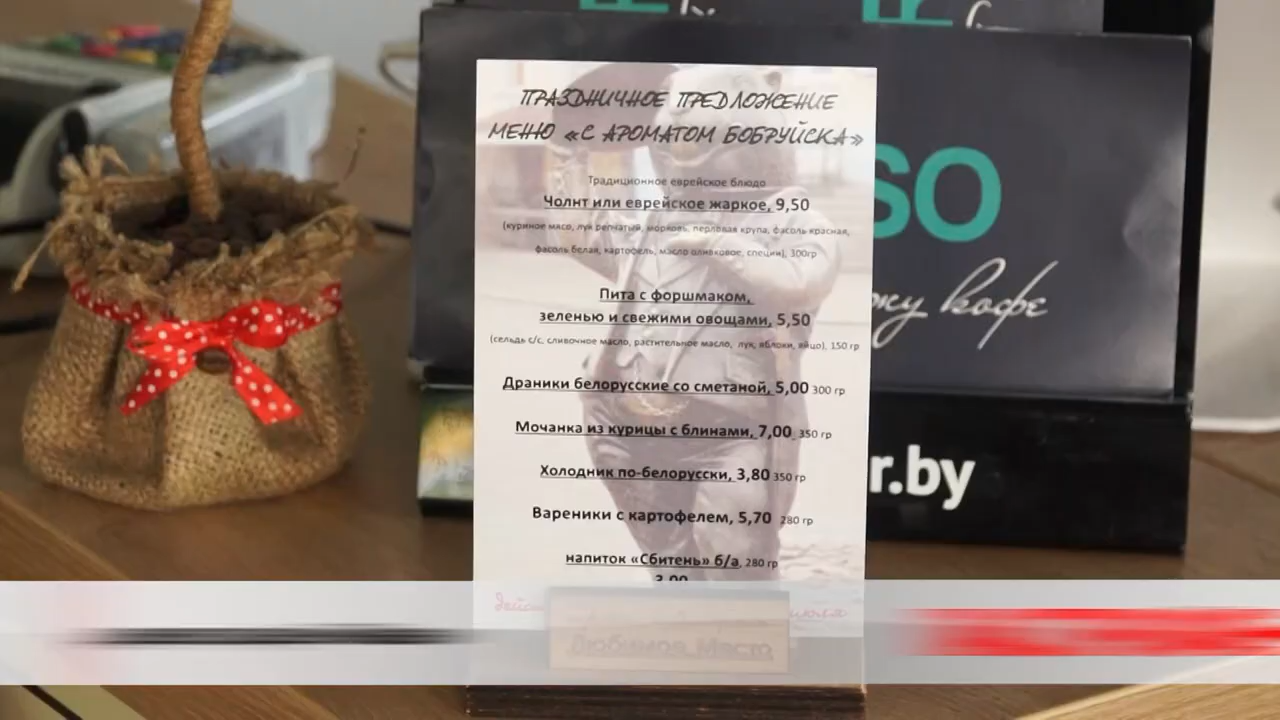 ПРАЗДНИЧНОЕ ПРЕДЛОЖЕНИЕ
МЕНЮ «С АРОМАТОМ БОБРУЙСКА»
Традиционное еврейское блюдо
Чолнт или еврейское жаркое, 9,50
(куриное мясо, лук репчатый, морковь, перловая крупа, фасоль красная,
фасоль белая, картофель, масло оливковое, специи), 300гр
Пита с форшмаком,
зеленью и свежими овощами, 5,50
(сельдь с/с, сливочное масло, растительное масло, лук, яблоки, яйцо), 150 гр
Драники белорусские со сметаной, 5,00 300 гр
Мочанка из курицы с блинами, 7,00 350 гр
Холодник по-белорусски, 3,80 350 гр
Вареники с картофелем, 5,70 280 гр
напиток «Сбитень» б/а, 280 гр
3,00
Любимое Место
SO
кофе
r.by